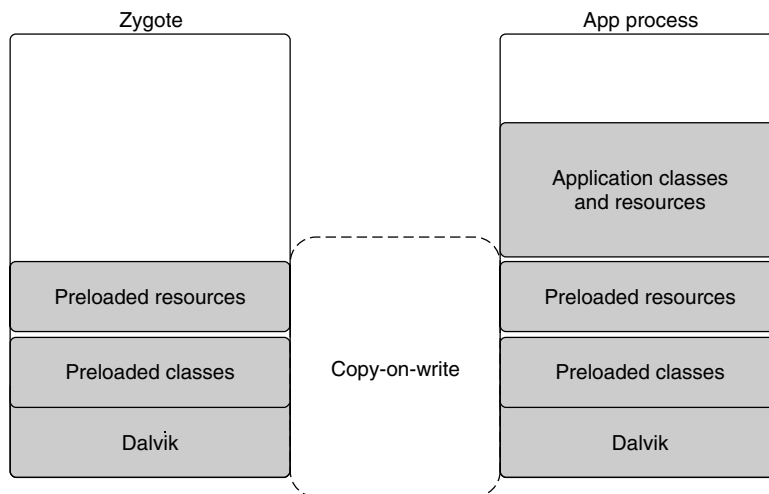 Zygote
App process
Application classes
and resources
Preloaded resources
Preloaded resources
Copy-on-write
Preloaded classes
Preloaded classes
Dalvik
Dalvik